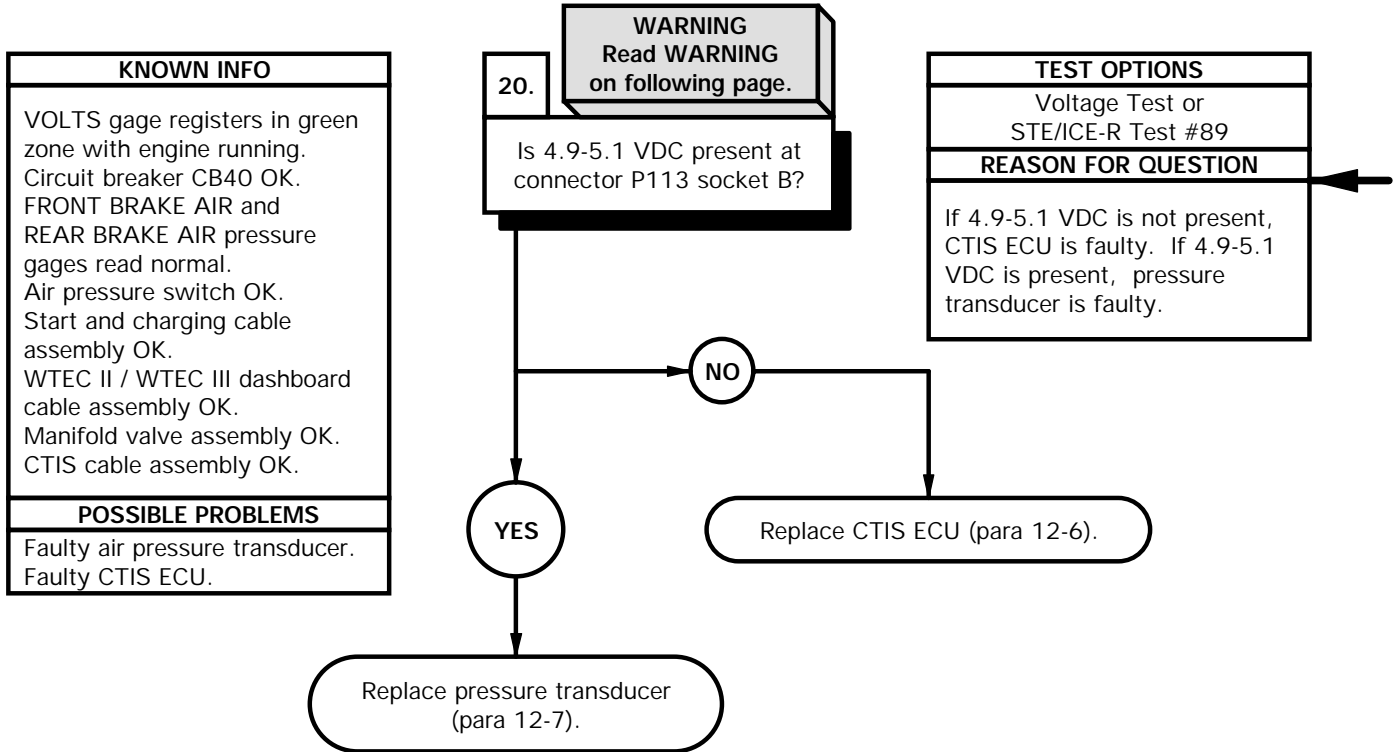 KNOWN INFO
VOLTS gage registers in green
zone with engine running.
Circuit breaker CB40 OK.
FRONT BRAKE AIR and
REAR BRAKE AIR pressure
gages read normal.
Air pressure switch OK.
Start and charging cable
assembly OK.
WTEC II / WTEC III dashboard
cable assembly OK.
Manifold valve assembly OK.
CTIS cable assembly OK.
POSSIBLE PROBLEMS
Faulty air pressure transducer.
Faulty CTIS ECU.
WARNING
Read WARNING
on following page.
20.
Is 4.9-5.1 VDC present at
connector P113 socket B?
TEST OPTIONS
Voltage Test or
STE/ICE-R Test #89
REASON FOR QUESTION
If 4.9-5.1 VDC is not present,
CTIS ECU is faulty. If 4.9-5.1
VDC is present, pressure
transducer is faulty.
NO
YES
Replace CTIS ECU (para 12-6).
Replace pressure transducer
(para 12-7).